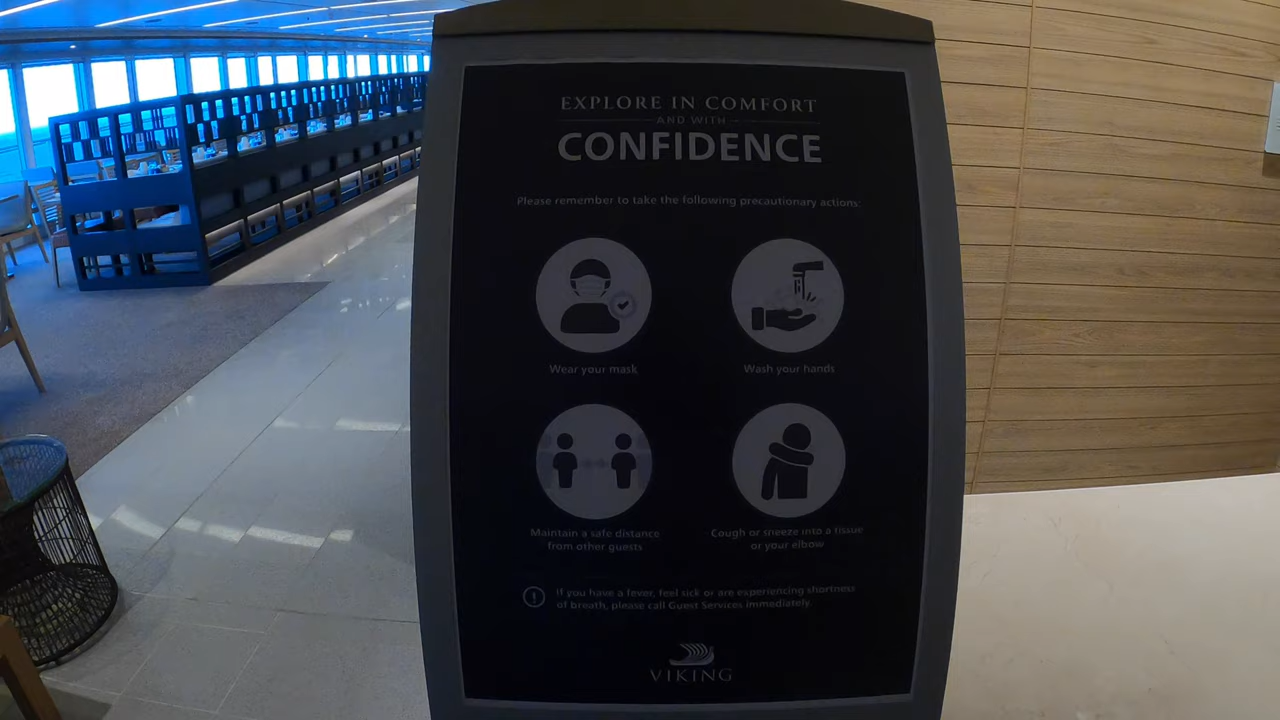 EXPLORE IN COMFORT
AND WITH
CONFIDENCE
Please remember to take the following precautionary actions:
Wear your mask
Wash your hands
Maintain a safe distance
from other guests
Cough or sneeze into a tissue
or your elbow
If you have a fever, feel sick or are experiencing shortness
of breath, please call Guest Services immediately.
VIKING